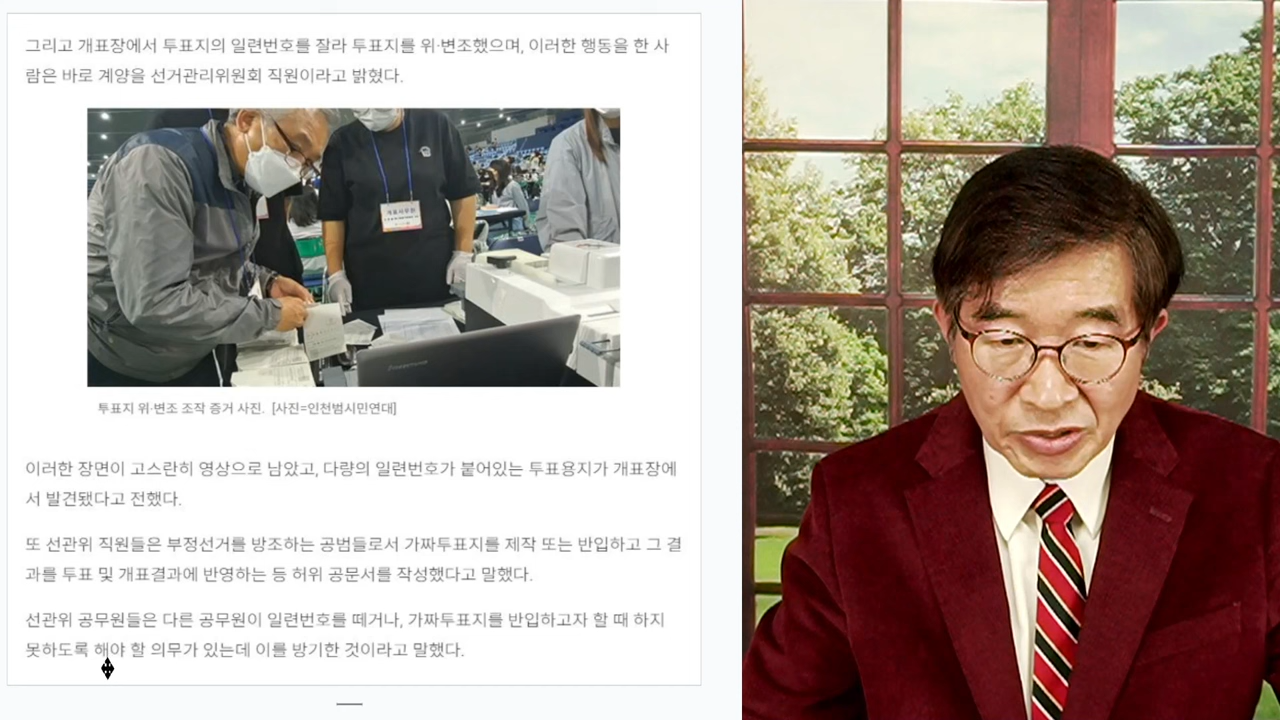 그리고 개표장에서 투표지의 일련번호를 잘라 투표지를 위·변조했으며, 이러한 행동을 한 사
람은 바로 계양을 선거관리위원회 직원이라고 밝혔다.
개표사무원
투표지 위·변조 조작 증거 사진. [사진=인천범시민연대]
이러한 장면이 고스란히 영상으로 남았고, 다량의 일련번호가 붙어있는 투표용지가 개표장에
서 발견됐다고 전했다.
또 선관위 직원들은 부정선거를 방조하는 공범들로서 가짜투표지를 제작 또는 반입하고 그 결
과를 투표 및 개표결과에 반영하는 등 허위 공문서를 작성했다고 말했다.
선관위 공무원들은 다른 공무원이 일련번호를 떼거나, 가짜투표지를 반입하고자 할 때 하지
못하도록 해야 할 의무가 있는데 이를 방기한 것이라고 말했다.